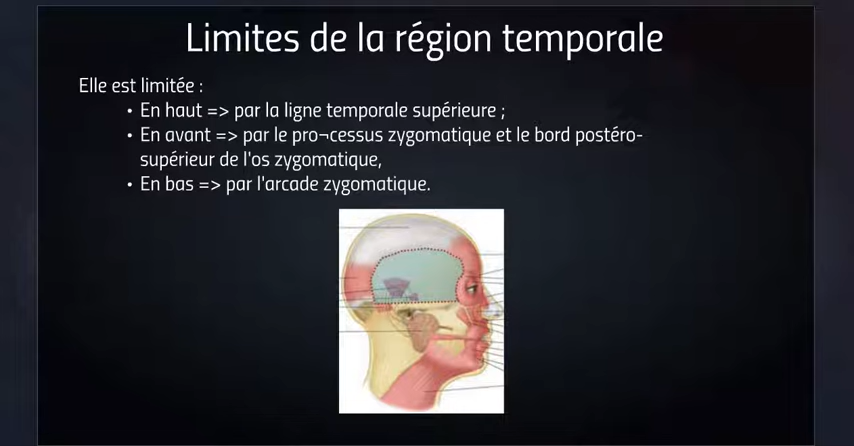 Limites de la région temporale
Elle est limitée :
• En haut => par la ligne temporale supérieure ;
• En avant => par le pro¬cessus zygomatique et le bord postéro-
supérieur de l'os zygomatique,
• En bas => par l'arcade zygomatique.